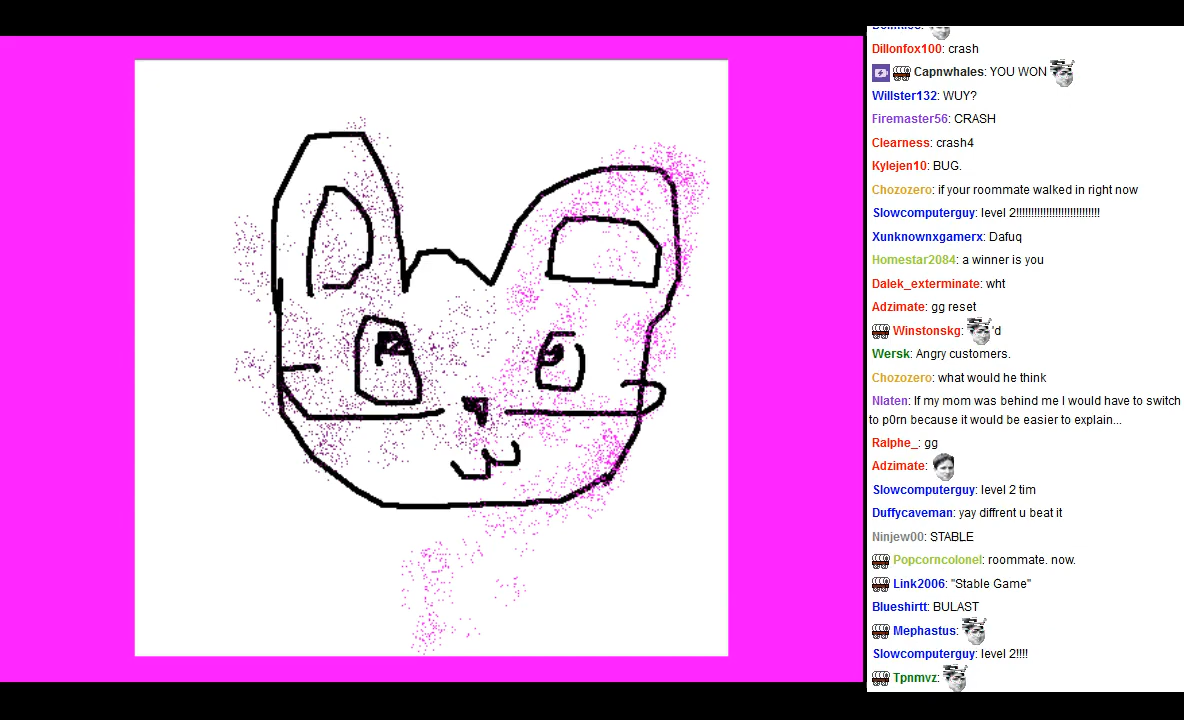 Dillonfox100: crash
Capnwhales: YOU WON
Willster132: WUY?
Firemaster56: CRASH
Clearness: crash4
Kylejen10: BUG.
Chozozero: if your roommate walked in right now
Slowcomputerguy: level 2!!!!!!!!!!!!!!!!!!!!!!!!!!!!
Xunknownxgamerx: Dafuq
Homestar2084: a winner is you
Dalek_exterminate: wht
Adzimate: gg reset
Winstonskg: 'd
Wersk: Angry customers.
Chozozero: what would he think
Nlaten: If my mom was behind me I would have to switch
to p0rn because it would be easier to explain...
Ralphe_: gg
Adzimate:
Slowcomputerguy: level 2 tim
Duffycaveman: yay diffrent u beat it
Ninjew00: STABLE
Popcorncolonel: roommate. now.
Link2006: "Stable Game"
Blueshirtt: BULAST
Mephastus:
Slowcomputerguy: level 2!!!!
Tpnmvz: